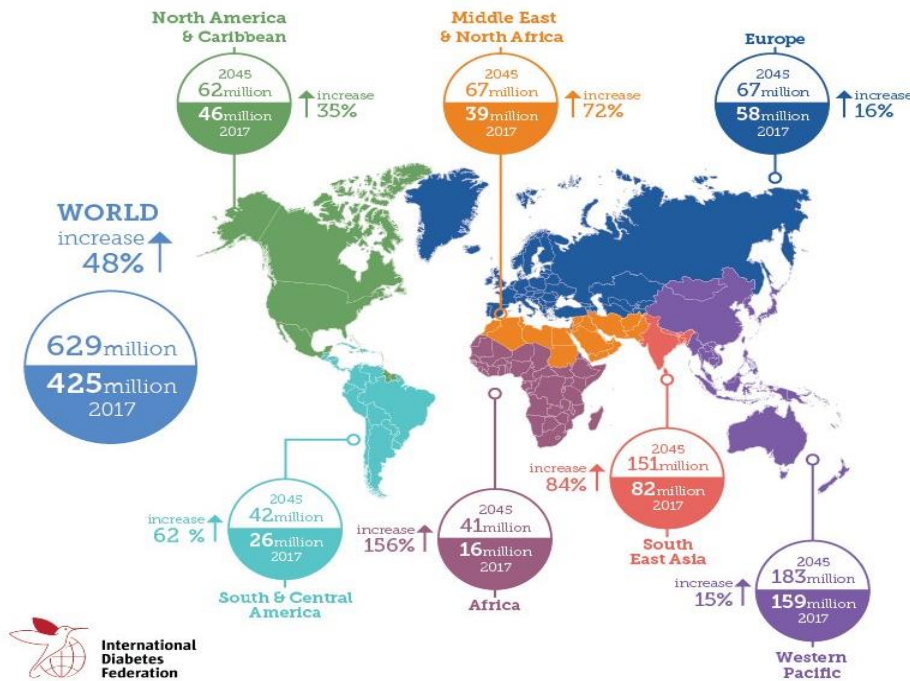 North America
& Caribbean
2045
62million
46million
2017
increase
35%
Middle East
& North Africa
2045
67million
39million
2017
increase
72%
Europe
2045
67million
58million
2017
increase
16%
WORLD
increase
48%
629million
425million
2017
increase
62 %
2045
42million
26million
2017
South & Central
America
increase
156%
2045
41million
16million
2017
Africa
increase
84%
2045
151million
82million
2017
South
East Asia
increase
15%
2045
183million
159million
2017
Western
Pacific
International
Diabetes
Federation